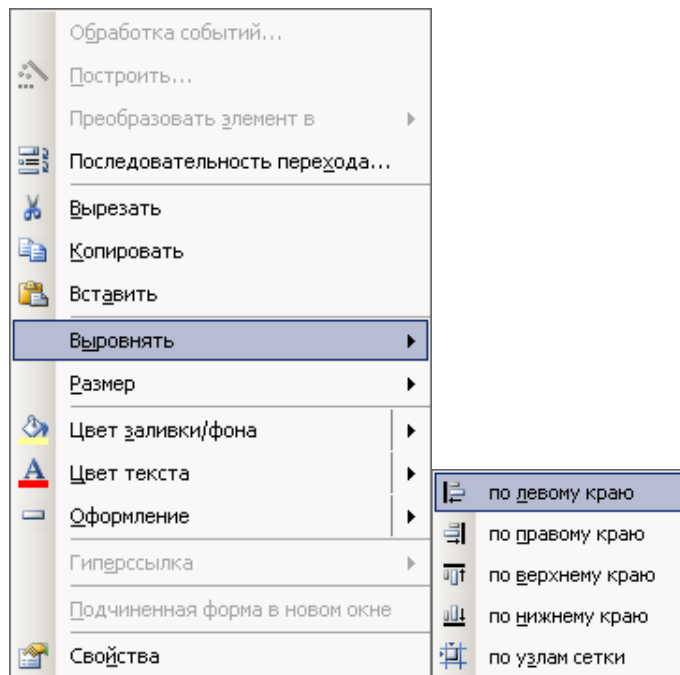 Обработка событий...
Построить...
Преобразовать элемент в
Последовательность перехода...
Вырезать
Копировать
Вставить
Выровнять
Размер
Цвет заливки/фона
Цвет текста
Оформление
Гиперссылка
Подчиненная форма в новом окне
Свойства
по левому краю
по правому краю
по верхнему краю
по нижнему краю
по узлам сетки